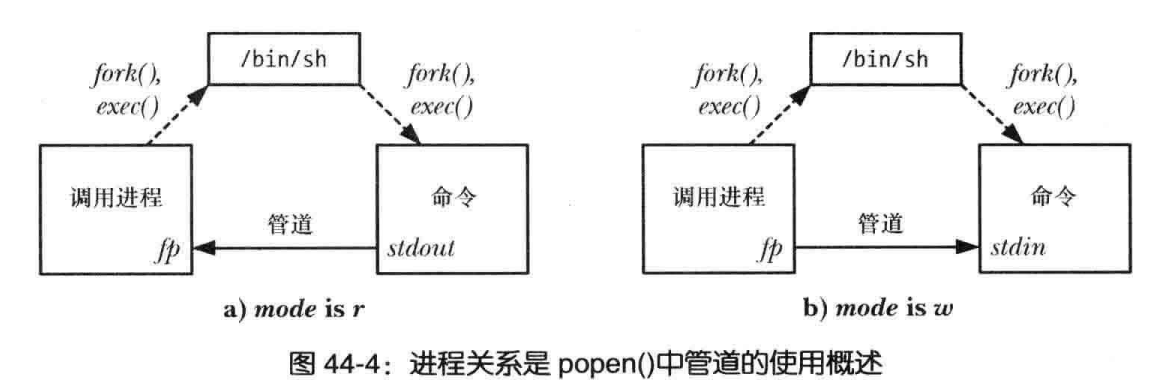 /bin/sh
fork(),
exec()
fork(),
exec()
调用进程
命令
管道
fp
stdout
a) mode is r
/bin/sh
fork(),
exec()
fork(),
exec()
调用进程
命令
管道
fp
stdin
b) mode is w
图 44-4：进程关系是 popen()中管道的使用概述